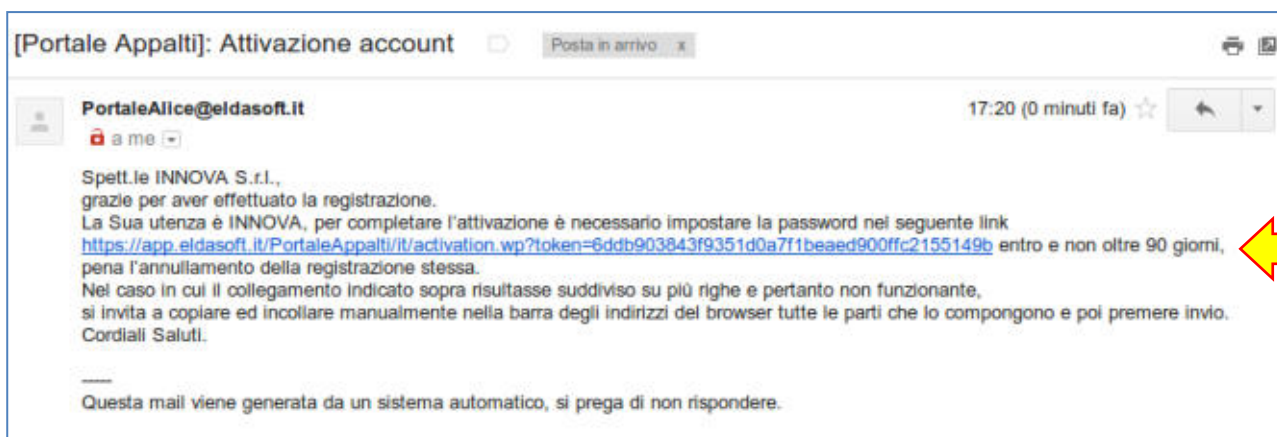 [Portale Appalti]: Attivazione account
Posta in arrivo x
PortaleAlice@eldasoft.it
17:20 (0 minuti fa)
a me
Spett.le INNOVA S.r.l.,
grazie per aver effettuato la registrazione.
La Sua utenza è INNOVA, per completare l'attivazione è necessario impostare la password nel seguente link
https://app.eldasoft.it/PortaleAppalti/it/activation.wp?token=6ddb903843f9351d0a7f1beaed900ffc2155149b entro e non oltre 90 giorni,
pena l'annullamento della registrazione stessa.
Nel caso in cui il collegamento indicato sopra risultasse suddiviso su più righe e pertanto non funzionante,
si invita a copiare ed incollare manualmente nella barra degli indirizzi del browser tutte le parti che lo compongono e poi premere invio.
Cordiali Saluti.
----
Questa mail viene generata da un sistema automatico, si prega di non rispondere.